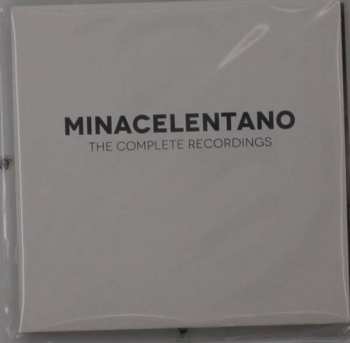 MINACELENTANO
THE COMPLETE RECORDINGS